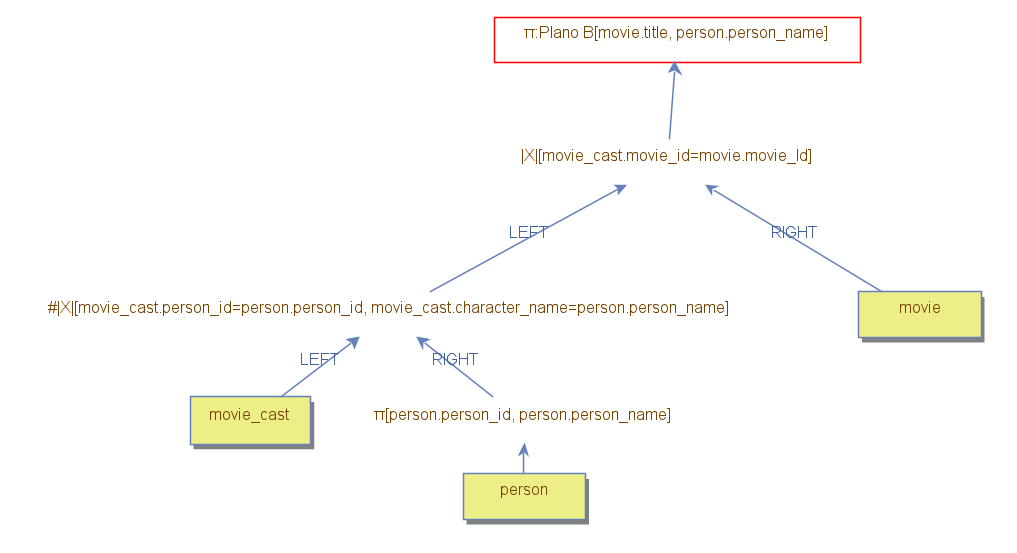 π:Plano B[movie.title, person.person_name]
|X|[movie_cast.movie_id=movie.movie_Id]
LEFT
RIGHT
#|X|[movie_cast.person_id=person.person_id, movie_cast.character_name=person.person_name]
movie
LEFT
RIGHT
movie_cast
π[person.person_id, person.person_name]
person